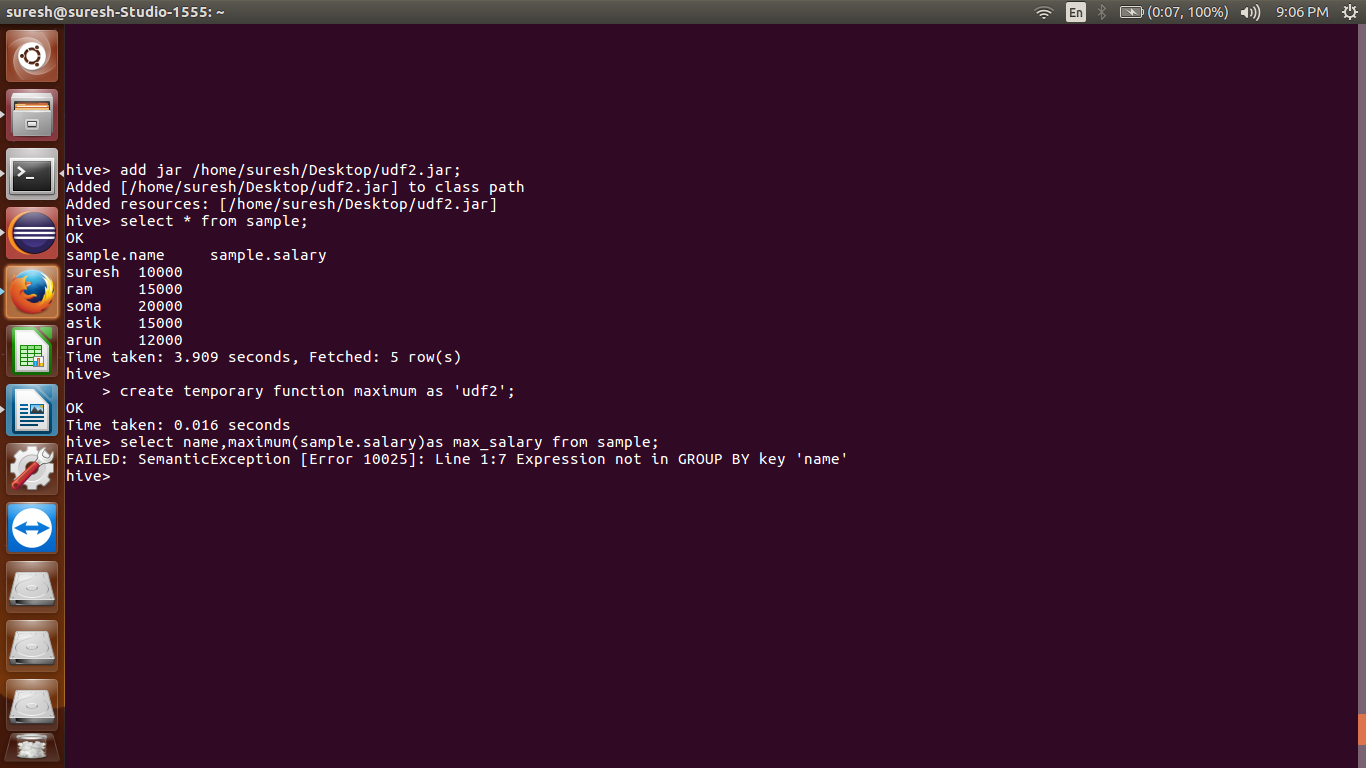 suresh@suresh-Studio-1555: ~
En (0:07, 100%) 9:06 PM
hive> add jar /home/suresh/Desktop/udf2.jar;
Added [/home/suresh/Desktop/udf2.jar] to class path
Added resources: [/home/suresh/Desktop/udf2.jar]
hive> select * from sample;
OK
sample.name     sample.salary
suresh  10000
ram     15000
soma    20000
asik    15000
arun    12000
Time taken: 3.909 seconds, Fetched: 5 row(s)
hive>
    > create temporary function maximum as 'udf2';
OK
Time taken: 0.016 seconds
hive> select name,maximum(sample.salary)as max_salary from sample;
FAILED: SemanticException [Error 10025]: Line 1:7 Expression not in GROUP BY key 'name'
hive>